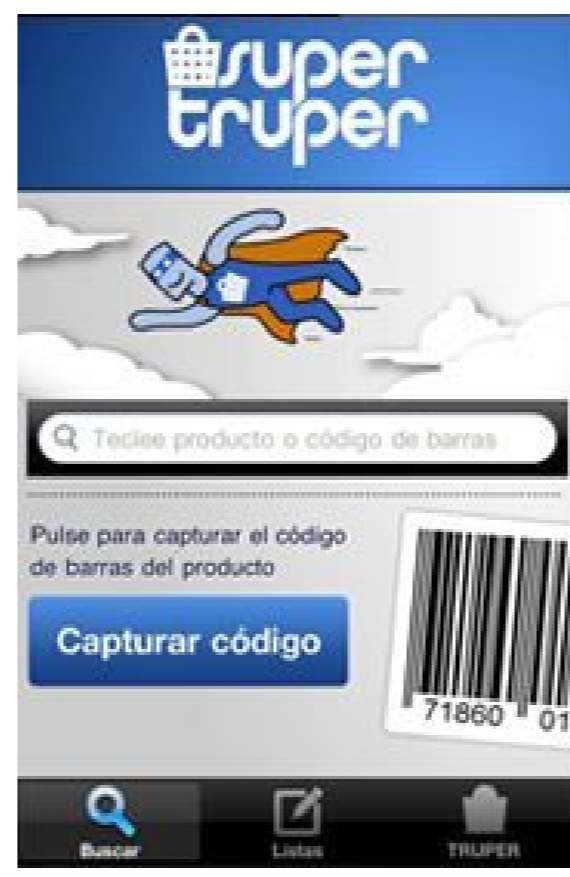 super
truper
Teclee producto o código de barras
Pulse para capturar el código
de barras del producto
Capturar código
71860 01
Buscar
Listas
TRUPER